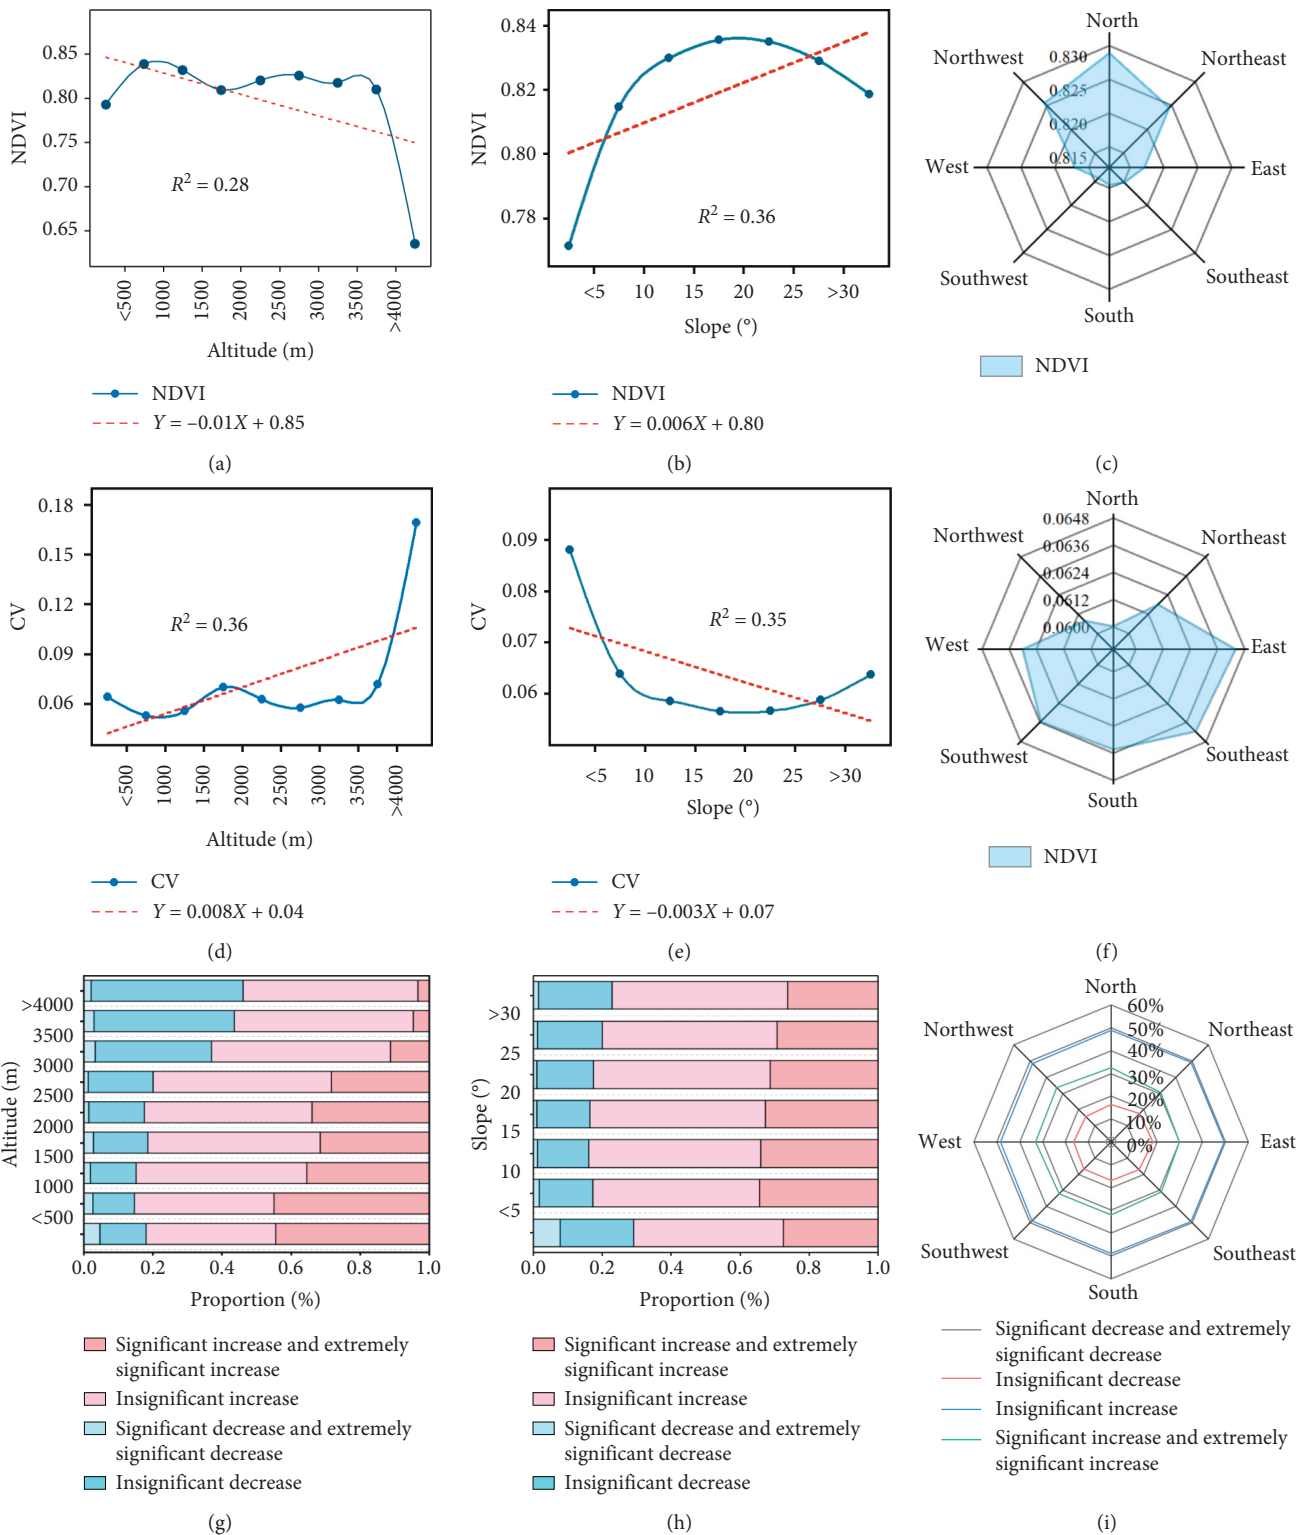 NDVI
0.85
0.80
0.75
0.70
0.65
R² = 0.28
<500
1000
1500
2000
2500
3000
3500
>4000
Altitude (m)
NDVI
Y = –0.01X + 0.85
(a)
NDVI
0.84
0.82
0.80
0.78
R² = 0.36
<5
10
15
20
25
>30
Slope (°)
NDVI
Y = 0.006X + 0.80
(b)
North
Northwest
Northeast
0.830
0.825
0.820
0.815
West
East
Southwest
Southeast
South
NDVI
(c)
CV
0.18
0.15
0.12
0.09
0.06
R² = 0.36
<500
1000
1500
2000
2500
3000
3500
>4000
Altitude (m)
CV
Y = 0.008X + 0.04
(d)
CV
0.09
0.08
0.07
0.06
R² = 0.35
<5
10
15
20
25
>30
Slope (°)
CV
Y = –0.003X + 0.07
(e)
North
Northwest
Northeast
0.0648
0.0636
0.0624
0.0612
0.0600
West
East
Southwest
Southeast
South
NDVI
(f)
Altitude (m)
>4000
3500
3000
2500
2000
1500
1000
<500
0.0 0.2 0.4 0.6 0.8 1.0
Proportion (%)
Significant increase and extremely
significant increase
Insignificant increase
Significant decrease and extremely
significant decrease
Insignificant decrease
(g)
Slope (°)
>30
25
20
15
10
<5
0.0 0.2 0.4 0.6 0.8 1.0
Proportion (%)
Significant increase and extremely
significant increase
Insignificant increase
Significant decrease and extremely
significant decrease
Insignificant decrease
(h)
North
60%
50%
40%
30%
20%
10%
0%
Northwest
Northeast
West
East
Southwest
Southeast
South
Significant decrease and extremely
significant decrease
Insignificant decrease
Insignificant increase
Significant increase and extremely
significant increase
(i)